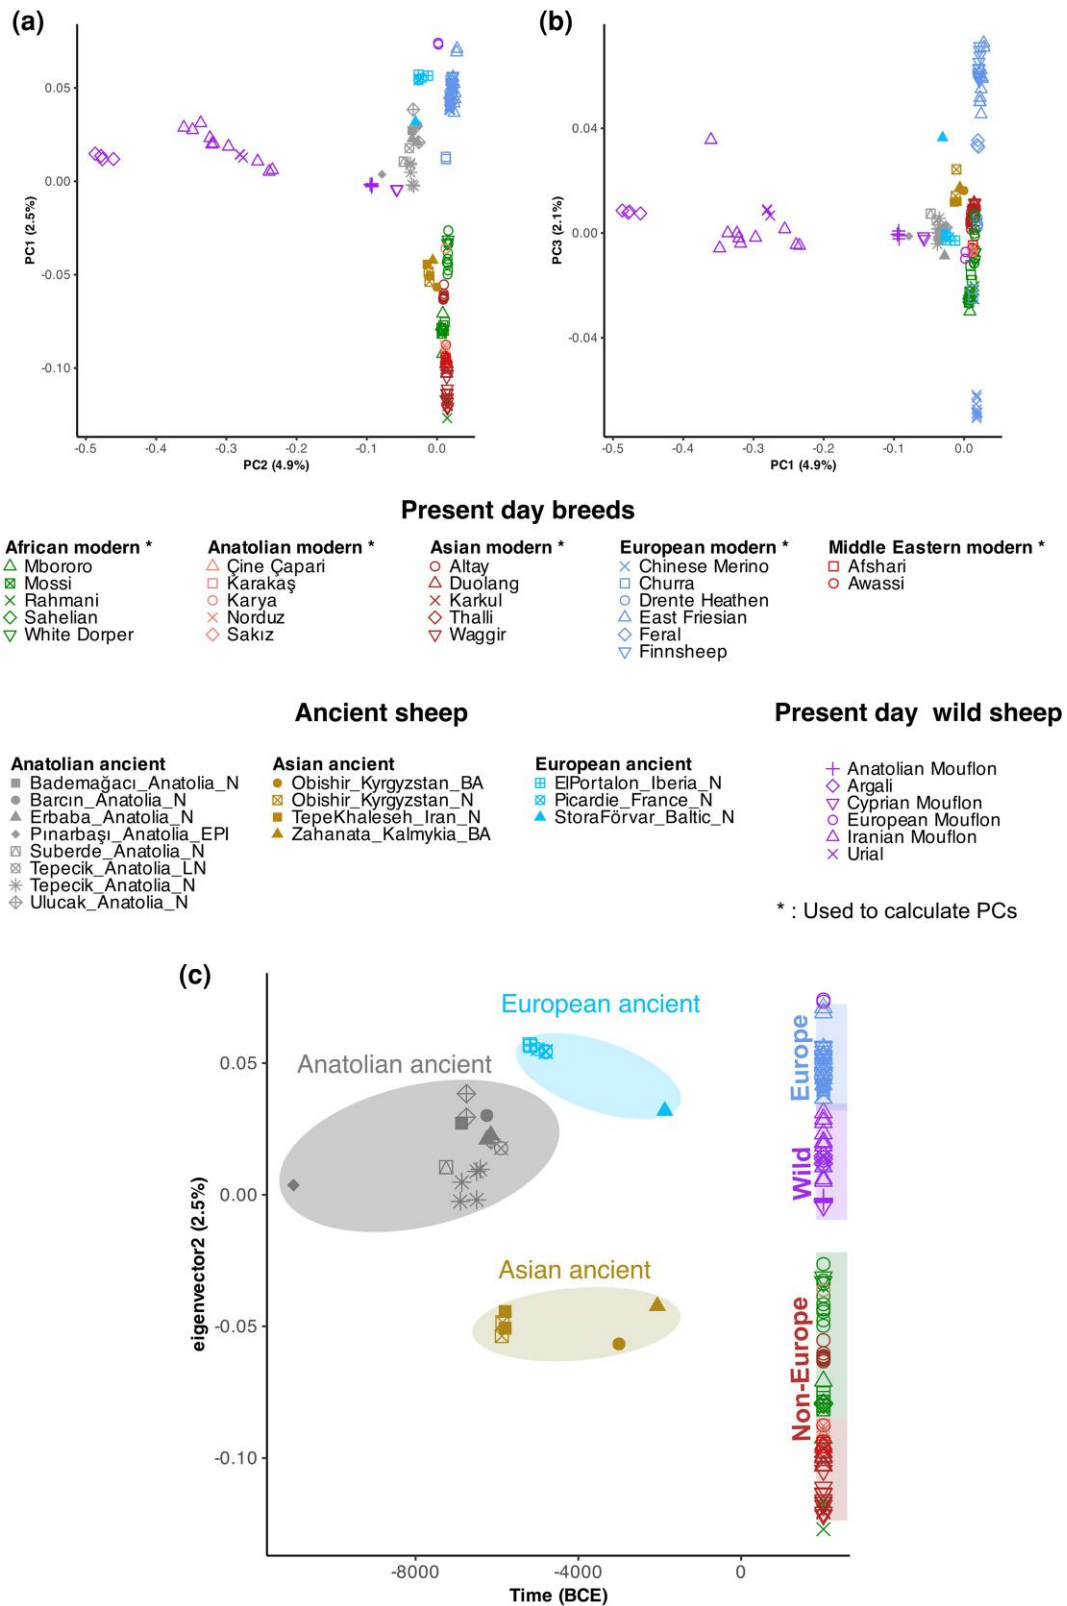 (a)
(b)
PC1 (2.5%)
0.05
0.00
-0.05
-0.10
-0.5
-0.4
-0.3
-0.2
-0.1
0.0
PC2 (4.9%)
PC3 (2.1%)
0.04
0.00
-0.04
-0.5
-0.4
-0.3
-0.2
-0.1
0.0
PC1 (4.9%)
Present day breeds
African modern *
Mbororo
Mossi
Rahmani
Sahelian
White Dorper
Anatolian modern *
Çine Çapari
Karakaş
Karya
Norduz
Sakız
Asian modern *
Altay
Duolang
Karkul
Thalli
Waggir
European modern *
Chinese Merino
Churra
Drente Heathen
East Friesian
Feral
Finnsheep
Middle Eastern modern *
Afshari
Awassi
Ancient sheep
Present day wild sheep
Anatolian ancient
Bademağacı_Anatolia_N
Barcın_Anatolia_N
Erbaba_Anatolia_N
Pınarbaşı_Anatolia_EPI
Suberde_Anatolia_N
Tepecik_Anatolia_LN
Tepecik_Anatolia_N
Ulucak_Anatolia_N
Asian ancient
Obishir_Kyrgyzstan_BA
Obishir_Kyrgyzstan_N
TepeKhaleseh_Iran_N
Zahanata_Kalmykia_BA
European ancient
ElPortalon_Iberia_N
Picardie_France_N
StoraFörvar_Baltic_N
Anatolian Mouflon
Argali
Cyprian Mouflon
European Mouflon
Iranian Mouflon
Urial
* : Used to calculate PCs
(c)
European ancient
Anatolian ancient
Asian ancient
Europe
Wild
Non-Europe
eigenvector2 (2.5%)
0.05
0.00
-0.05
-0.10
-8000
-4000
0
Time (BCE)